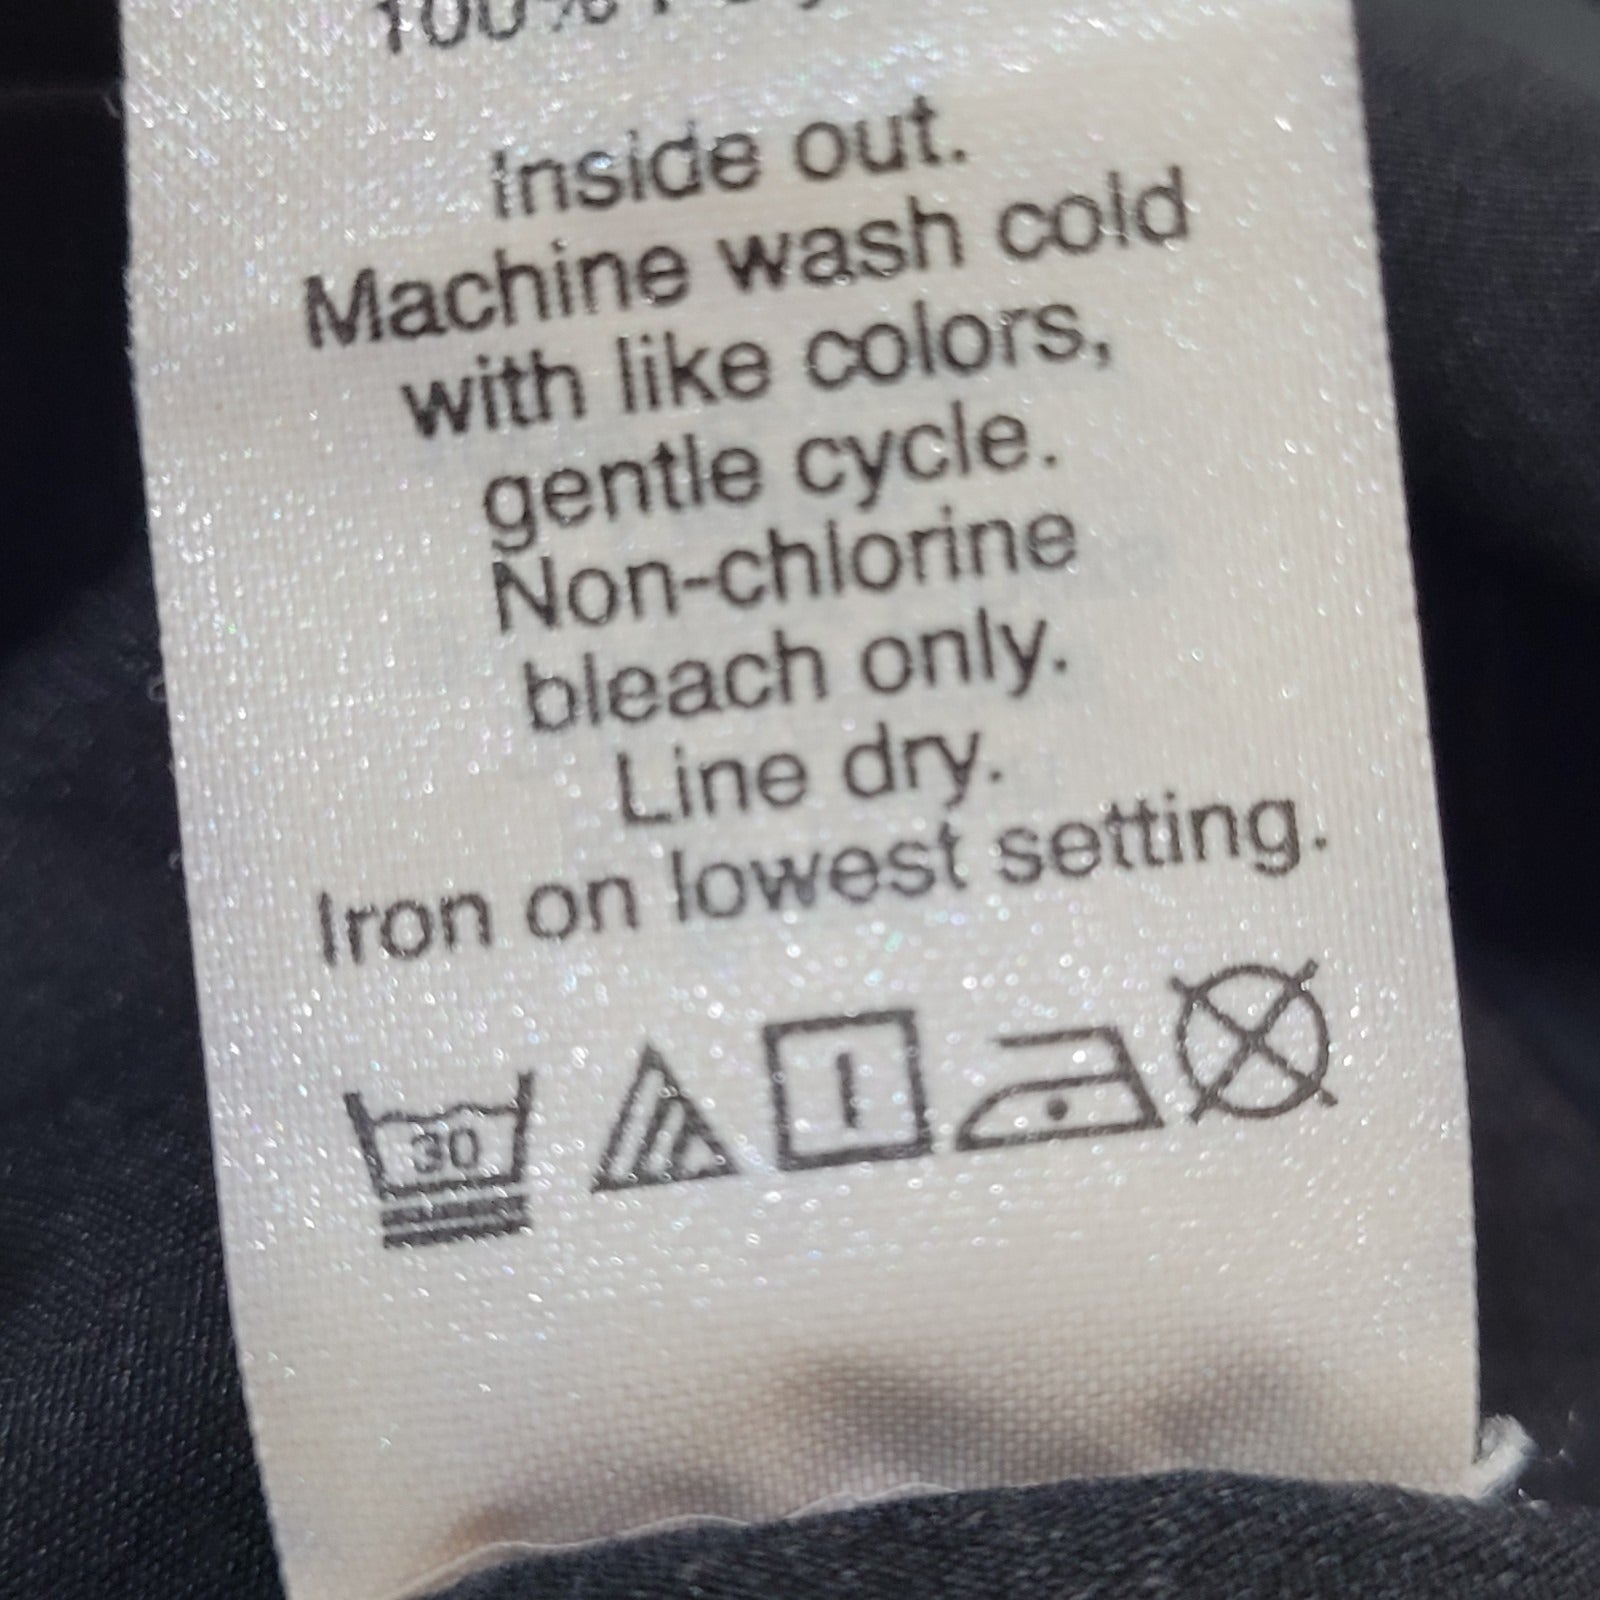 100%
Inside out.
Machine wash cold
with like colors,
gentle cycle.
Non-chlorine
bleach only.
Line dry.
Iron on lowest setting.
30